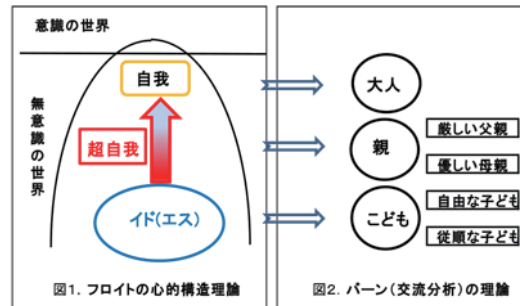 意識の世界
無意識の世界
自我
超自我
イド(エス)
図1．フロイトの心的構造理論
大人
親
厳しい父親
優しい母親
こども
自由な子ども
従順な子ども
図2．バーン(交流分析)の理論